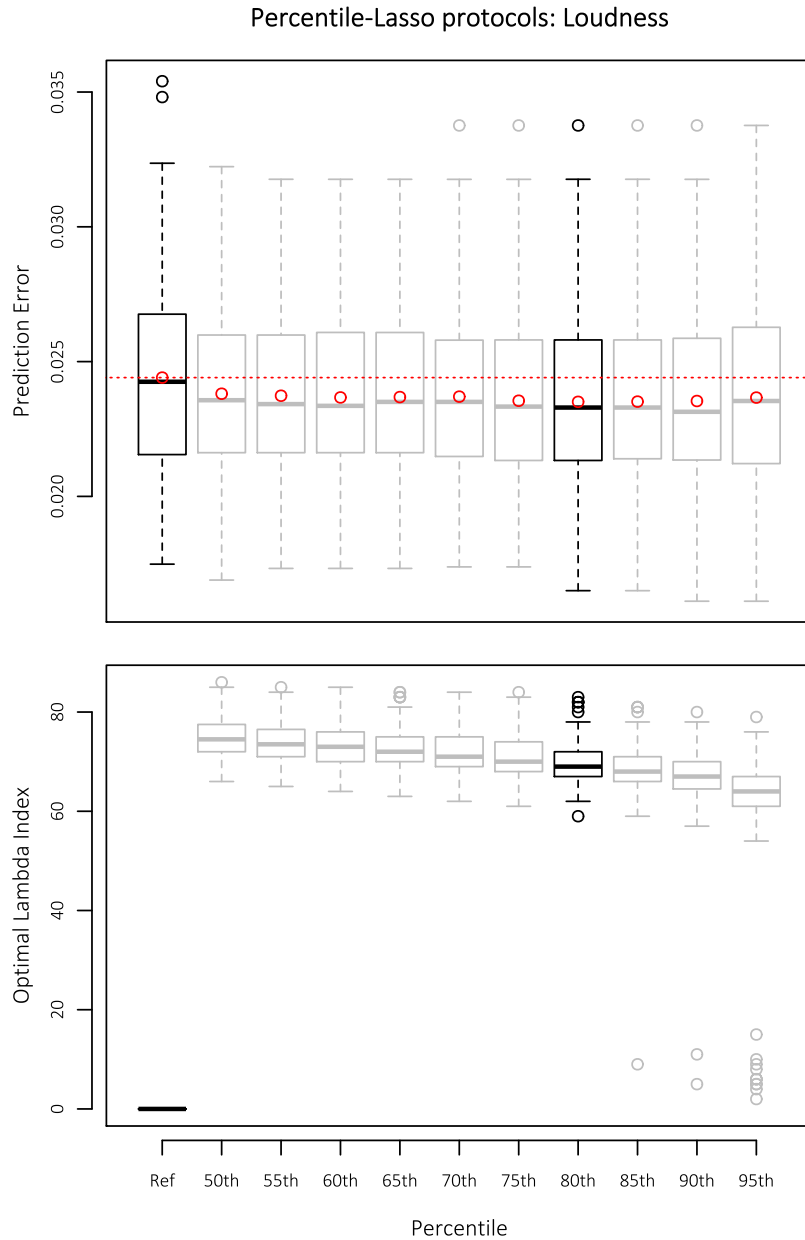 Percentile-Lasso protocols: Loudness
Prediction Error
0.035
0.030
0.025
0.020
Optimal Lambda Index
80
60
40
20
0
Ref 50th 55th 60th 65th 70th 75th 80th 85th 90th 95th
Percentile